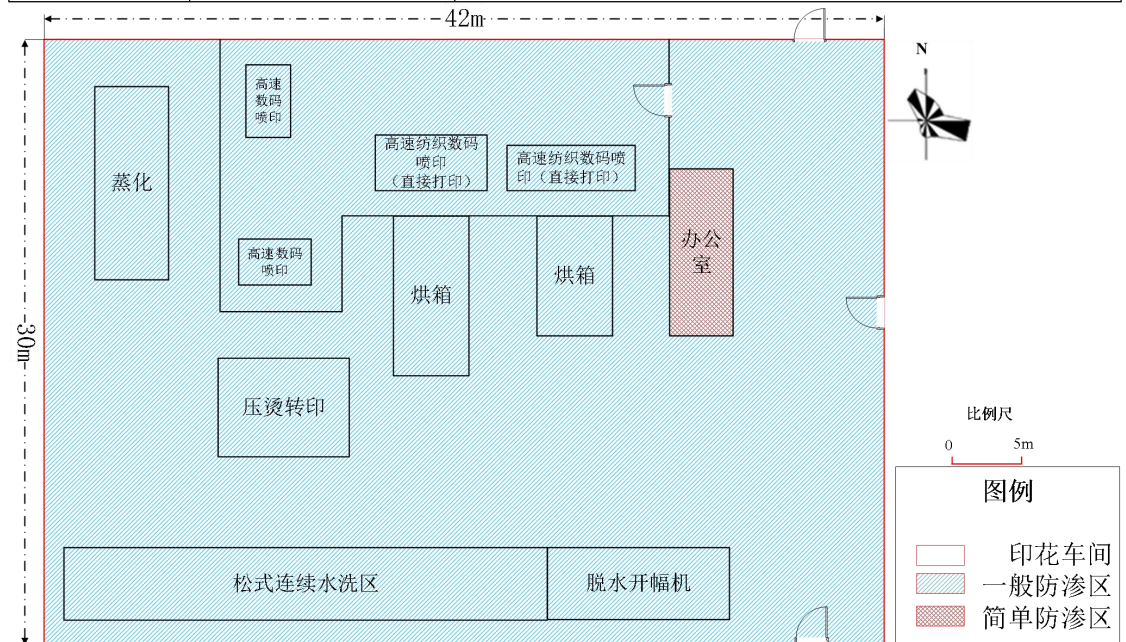 42m
N
高速
数码
喷印
高速纺织数码
喷印
（直接打印）
高速纺织数码喷
印（直接打印）
蒸化
办公
室
高速数码
喷印
烘箱
烘箱
30m
压烫转印
比例尺
0
5m
图例
印花车间
一般防渗区
简单防渗区
松式连续水洗区
脱水开幅机